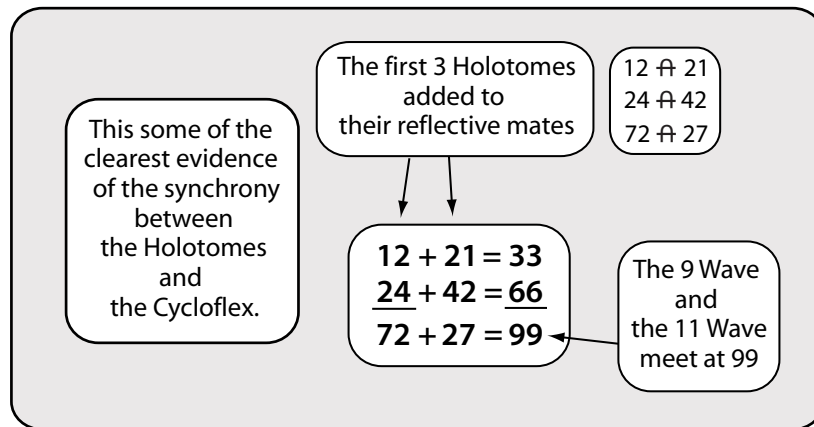 This some of the
clearest evidence
of the synchrony
between
the Holotomes
and
the Cycloflex.
The first 3 Holotomes
added to
their reflective mates
12 ⩀ 21
24 ⩀ 42
72 ⩀ 27
12 + 21 = 33
24 + 42 = 66
72 + 27 = 99
The 9 Wave
and
the 11 Wave
meet at 99